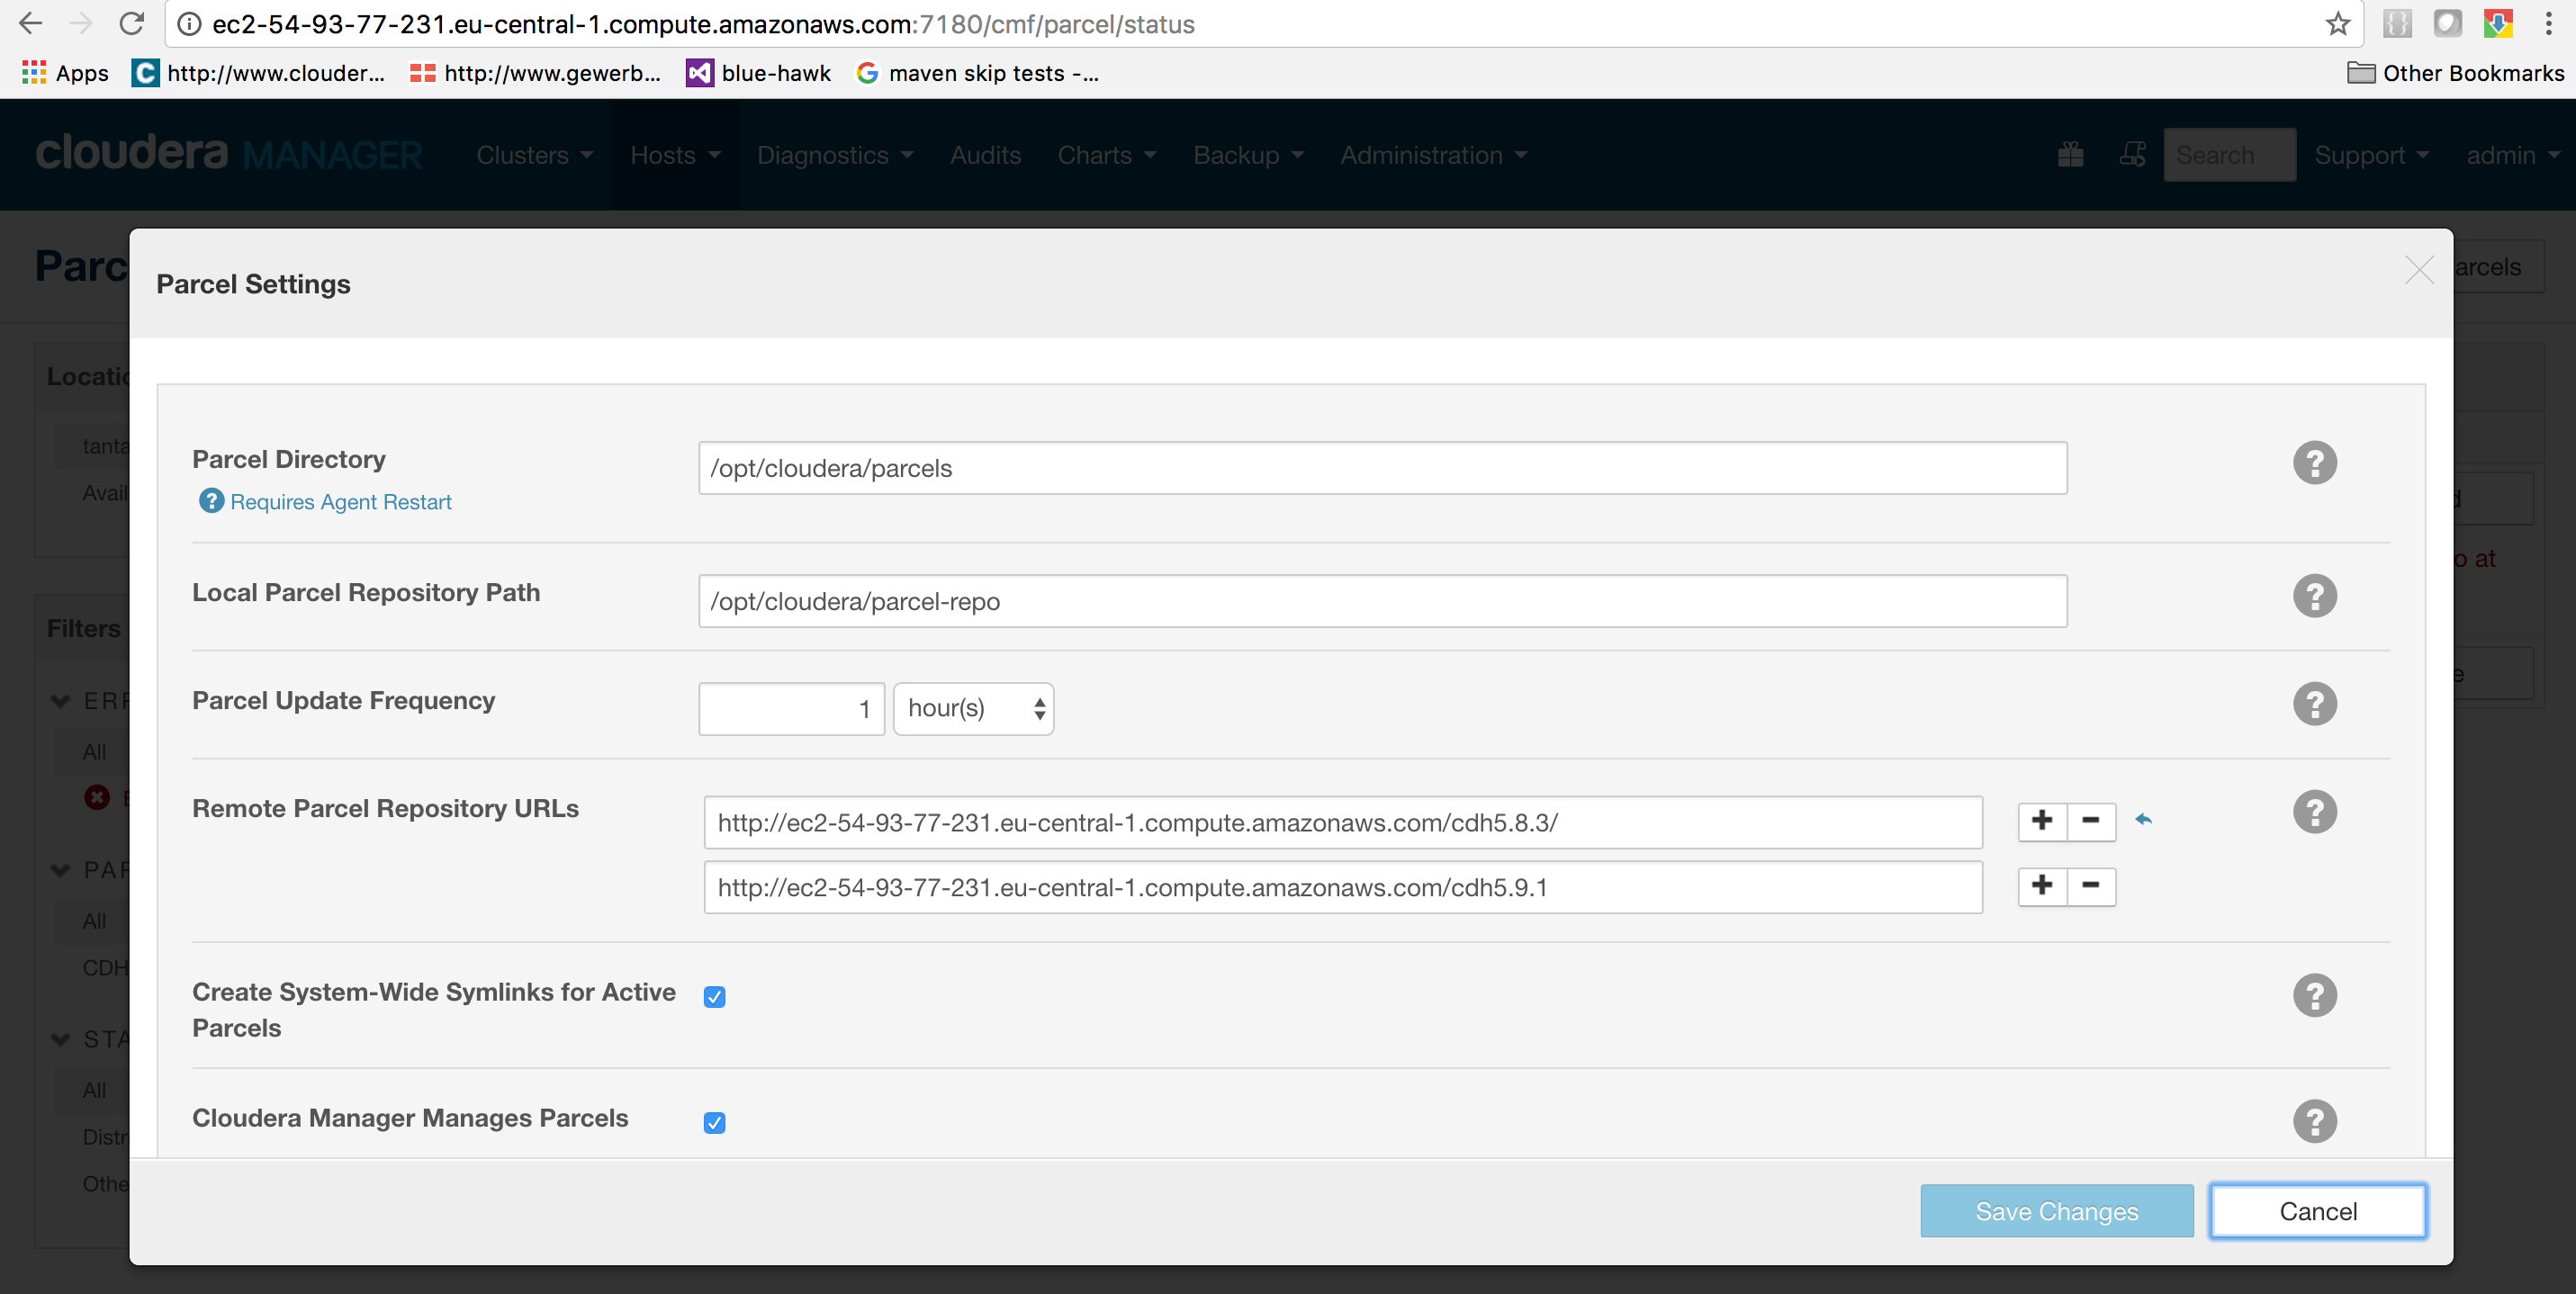 ec2-54-93-77-231.eu-central-1.compute.amazonaws.com:7180/cmf/parcel/status
Apps http://www.clouder... http://www.gewerb... blue-hawk maven skip tests -... Other Bookmarks
cloudera MANAGER Clusters Hosts Diagnostics Audits Charts Backup Administration Search Support admin
Parc arcels
Parcel Settings
Locatio
tanta
Avail
Parcel Directory /opt/cloudera/parcels
Requires Agent Restart
o at
Local Parcel Repository Path /opt/cloudera/parcel-repo
Filters
ERR
Parcel Update Frequency 1 hour(s)
All
Remote Parcel Repository URLs http://ec2-54-93-77-231.eu-central-1.compute.amazonaws.com/cdh5.8.3/
http://ec2-54-93-77-231.eu-central-1.compute.amazonaws.com/cdh5.9.1
PAR
All
CDH
Create System-Wide Symlinks for Active
Parcels
STA
All
Cloudera Manager Manages Parcels
Distr
Othe
Save Changes Cancel